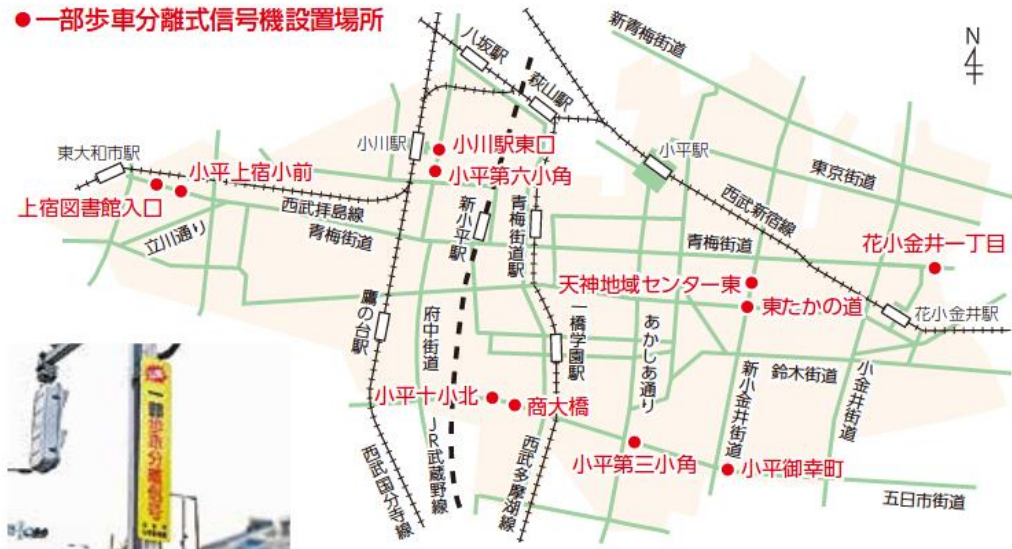 ●一部歩車分離式信号機設置場所
新青梅街道
N
八坂駅
萩山駅
小川駅
小川駅東口
小平駅
東大和市駅
小平上宿小前
小平第六小角
東京街道
上宿図書館入口
西武拝島線
新小平駅
青梅街道駅
西武新宿線
立川通り
青梅街道
青梅街道
花小金井一丁目
天神地域センター東
東たかの道
花小金井駅
鷹の台駅
府中街道
一橋学園駅
あかしあ通り
鈴木街道
小金井街道
新小金井街道
小平十小北
商大橋
小平第三小角
小平御幸町
五日市街道
西武国分寺線
JR武蔵野線
西武多摩湖線
一部歩車分離信号